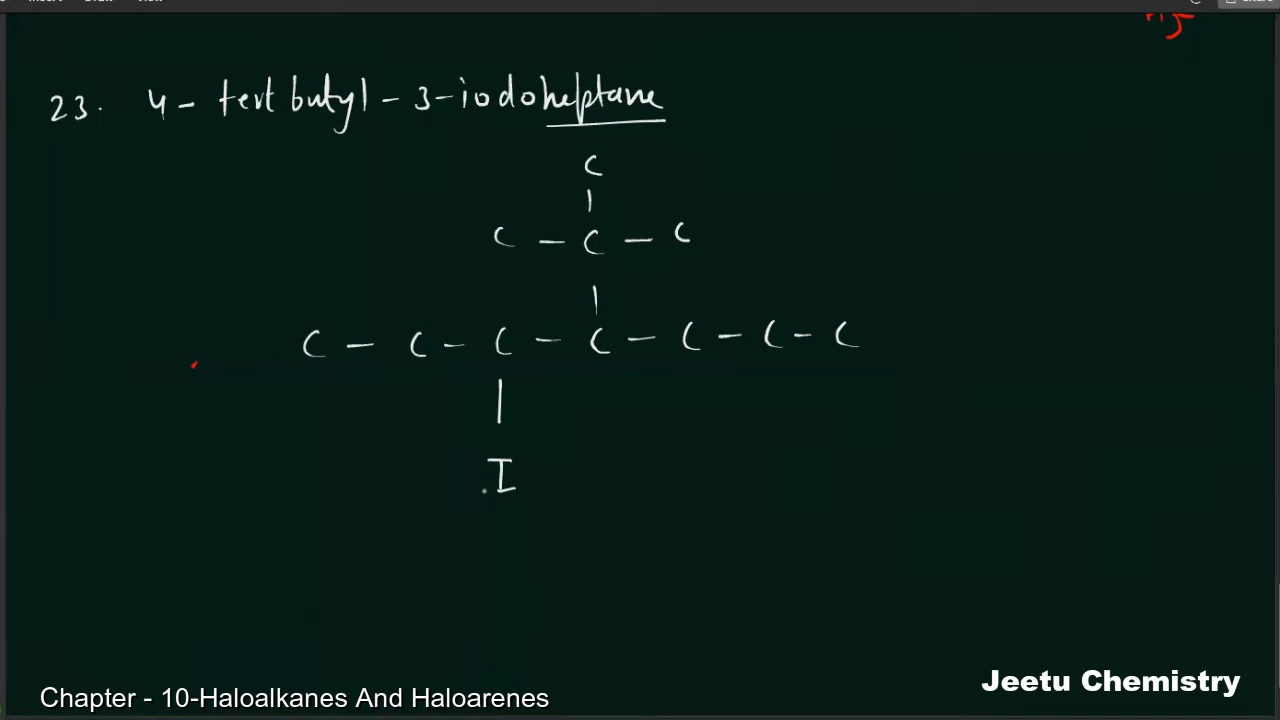 23. 4 - tert butyl - 3 - iodoheptane
C
C - C - C
C - C - C - C - C - C - C
I
Jeetu Chemistry
Chapter - 10-Haloalkanes And Haloarenes